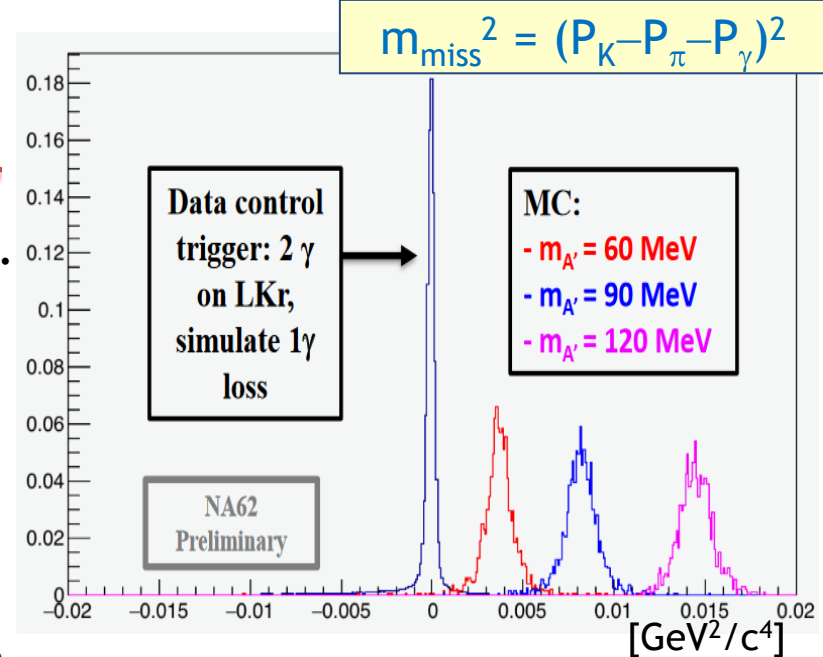 m_miss² = (P_K–P_π–P_γ)²
0.18
0.16
0.14
0.12
0.1
0.08
0.06
0.04
0.02
0
Data control
trigger: 2 γ
on LKr,
simulate 1γ
loss
MC:
- m_A' = 60 MeV
- m_A' = 90 MeV
- m_A' = 120 MeV
NA62
Preliminary
−0.02 −0.015 −0.01 −0.005 0 0.005 0.01 0.015 0.02
[GeV²/c⁴]